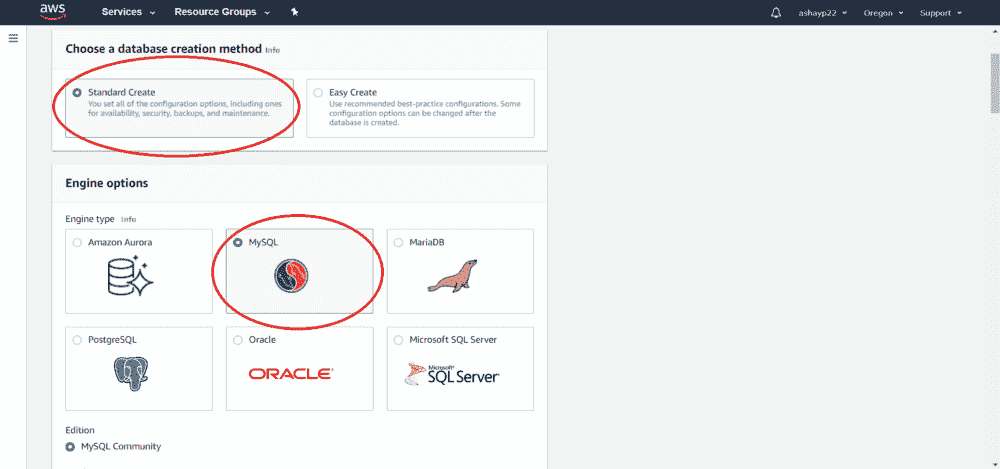 aws Services Resource Groups ashayp22 Oregon Support
Choose a database creation method Info
Standard Create
You set all of the configuration options, including ones
for availability, security, backups, and maintenance.
Easy Create
Use recommended best-practice configurations. Some
configuration options can be changed after the
database is created.
Engine options
Engine type Info
Amazon Aurora
MySQL
MariaDB
PostgreSQL
Oracle
ORACLE
Microsoft SQL Server
Microsoft
SQL Server
Edition
MySQL Community